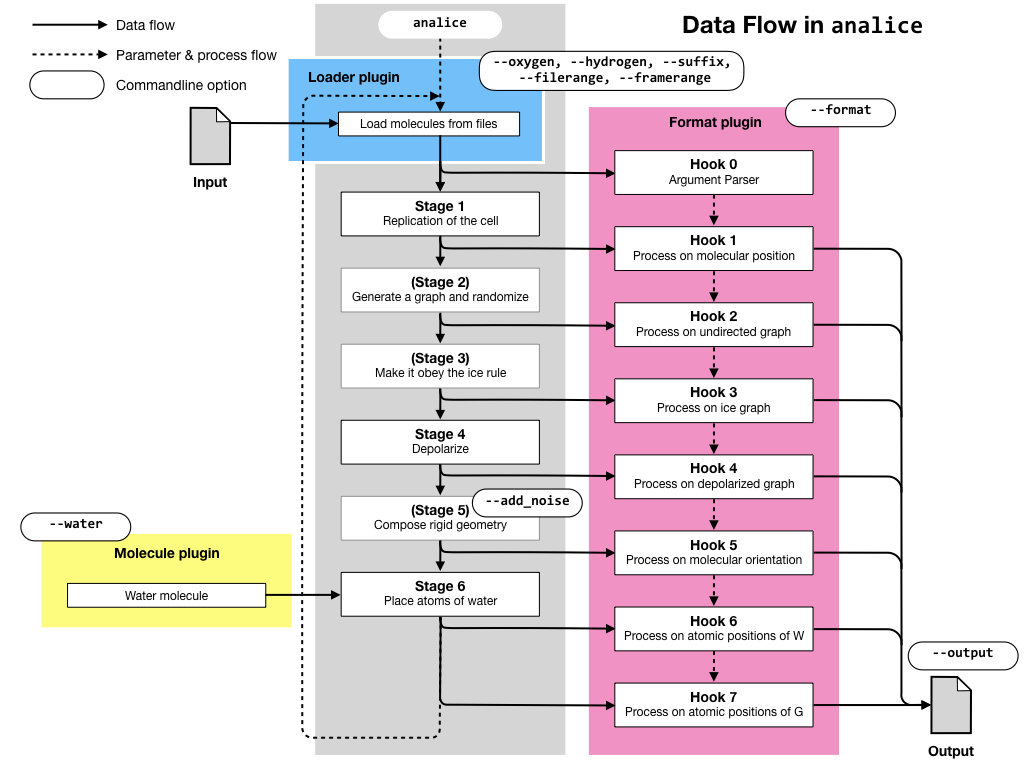 Data Flow in analice
Data flow
Parameter & process flow
Commandline option
analice
--oxygen, --hydrogen, --suffix,
--filerange, --framerange
Loader plugin
Load molecules from files
Input
--format
Format plugin
Hook 0
Argument Parser
Stage 1
Replication of the cell
Hook 1
Process on molecular position
(Stage 2)
Generate a graph and randomize
Hook 2
Process on undirected graph
(Stage 3)
Make it obey the ice rule
Hook 3
Process on ice graph
Stage 4
Depolarize
Hook 4
Process on depolarized graph
--add_noise
(Stage 5)
Compose rigid geometry
Hook 5
Process on molecular orientation
--water
Molecule plugin
Water molecule
Stage 6
Place atoms of water
Hook 6
Process on atomic positions of W
Hook 7
Process on atomic positions of G
--output
Output